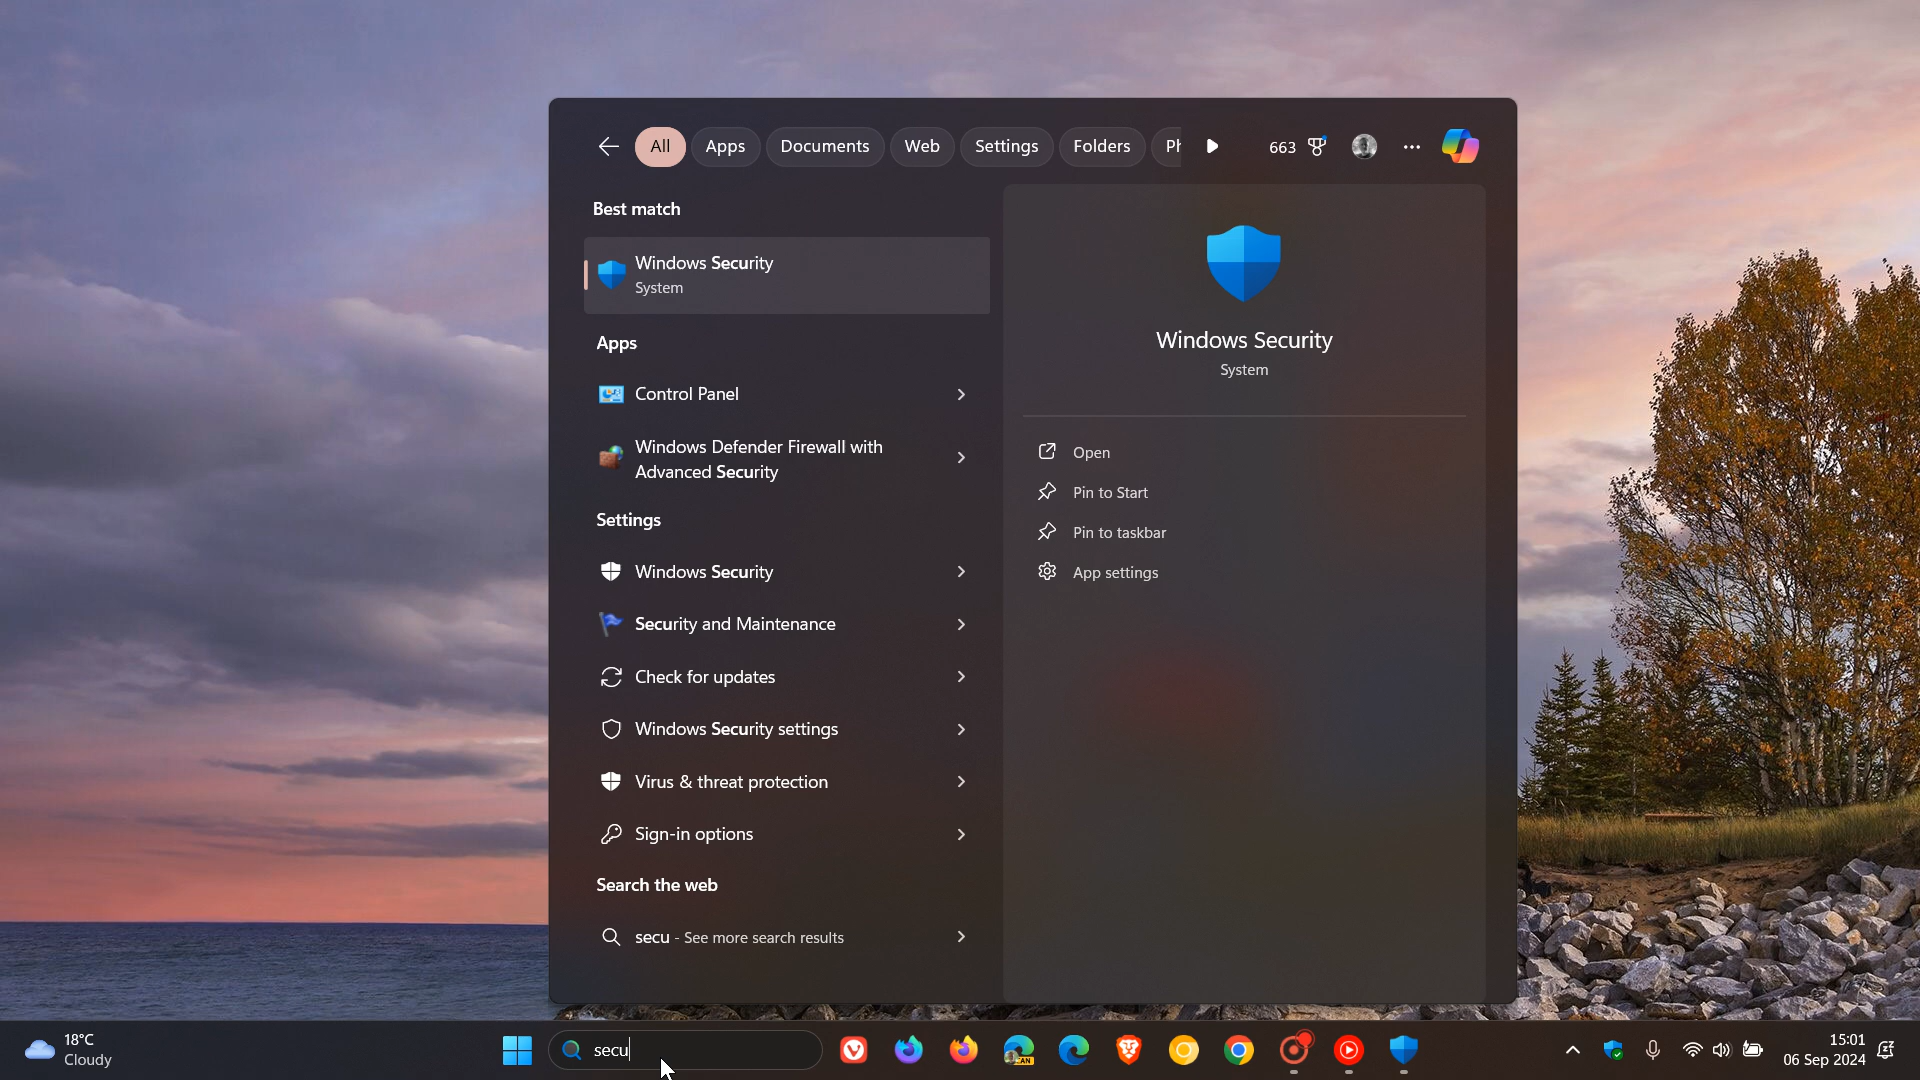 All
Apps
Documents
Web
Settings
Folders
Ph
663
Best match
Windows Security
System
Apps
Control Panel
Windows Defender Firewall with
Advanced Security
Settings
Windows Security
Security and Maintenance
Check for updates
Windows Security settings
Virus & threat protection
Sign-in options
Search the web
secu - See more search results
Windows Security
System
Open
Pin to Start
Pin to taskbar
App settings
18°C
Cloudy
secu
CAN
15:01
06 Sep 2024